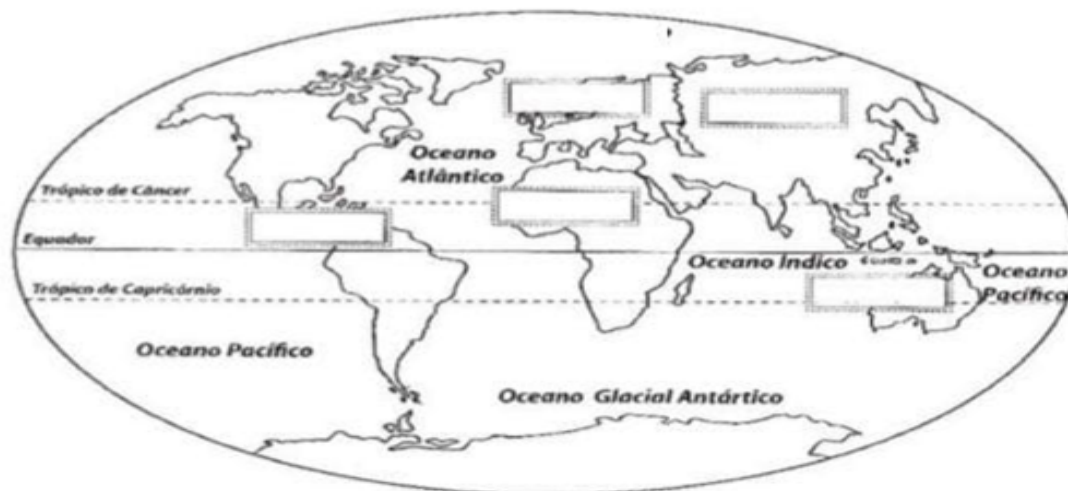 Oceano
Atlântico
Trópico de Câncer
Equador
Oceano Índico
Oceano
Pacífico
Trópico de Capricórnio
Oceano Pacífico
Oceano Glacial Antártico